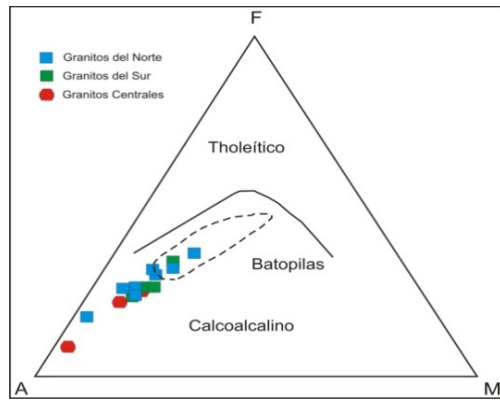 F
Granitos del Norte
Granitos del Sur
Granitos Centrales
Tholeítico
Batopilas
Calcoalcalino
A
M